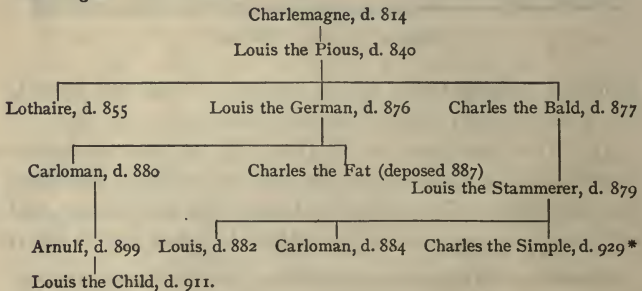 Charlemagne, d. 814
Louis the Pious, d. 840
Lothaire, d. 855 Louis the German, d. 876 Charles the Bald, d. 877
Carloman, d. 880 Charles the Fat (deposed 887)
Louis the Stammerer, d. 879
Arnulf, d. 899 Louis, d. 882 Carloman, d. 884 Charles the Simple, d. 929*
Louis the Child, d. 911.